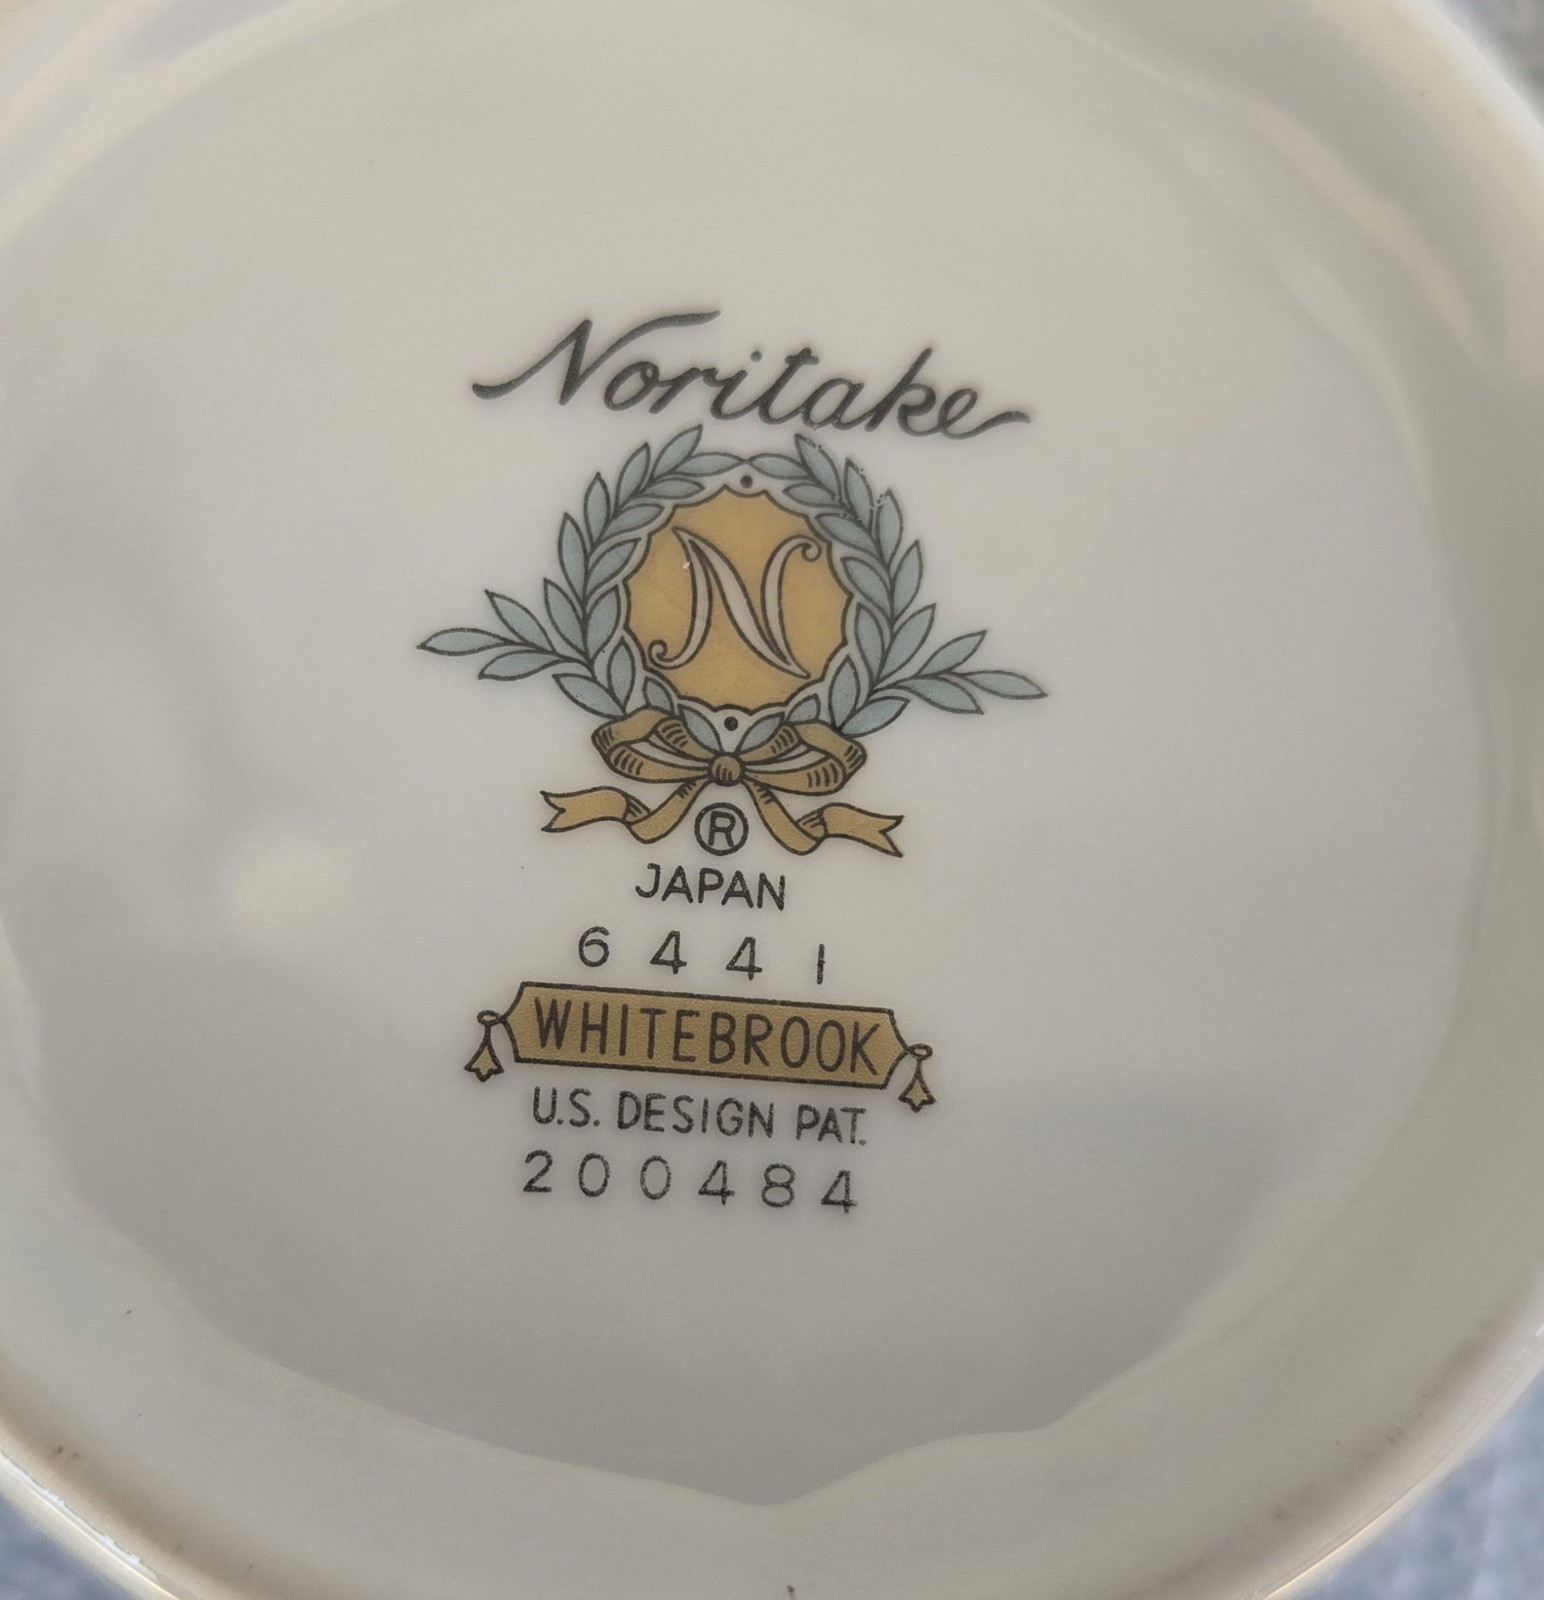 Noritake
N
®
JAPAN
6441
WHITEBROOK
U.S. DESIGN PAT.
200484